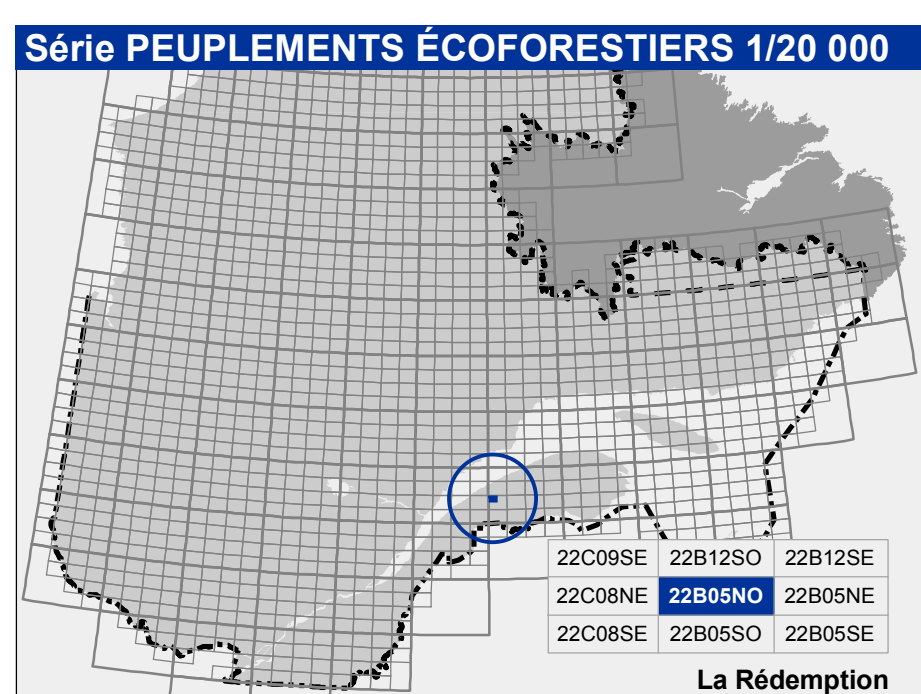 Série PEUPLEMENTS ÉCOFORESTIERS 1/20 000
22C09SE 22B12SO 22B12SE
22C08NE 22B05NO 22B05NE
22C08SE 22B05SO 22B05SE
La Rédemption